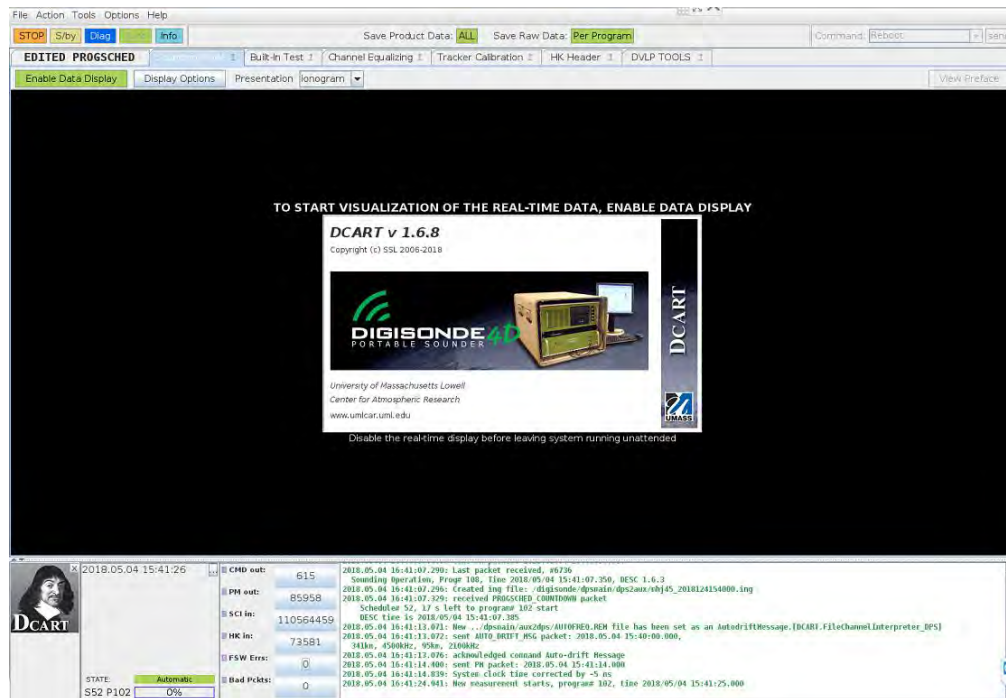 File Action Tools Options Help
STOP S/by Diag Auto Info Save Product Data: ALL Save Raw Data: Per Program Command: Reboot send
EDITED PROGSCHED Built-In Test Channel Equalizing Tracker Calibration HK Header DVLP TOOLS
Enable Data Display Display Options Presentation Ionogram View Preface
TO START VISUALIZATION OF THE REAL-TIME DATA, ENABLE DATA DISPLAY
DCART v 1.6.8
Copyright (c) SSL 2006-2018
DIGISONDE 4D
PORTABLE SOUNDER
DCART
University of Massachusetts Lowell
Center for Atmospheric Research
www.umlcar.uml.edu
UMASS
Disable the real-time display before leaving system running unattended
DCART
2018.05.04 15:41:26 ...
STATE: Automatic
S52 P102 0%
CMD out: 615
PM out: 85958
SCI in: 110564459
HK in: 73581
FSW Errs: 0
Bad Pckts: 0
2018.05.04 16:41:07.290: Last packet received, #6736
Sounding Operation, Progr 108, Time 2018/05/04 15:41:07.350, DESC 1.6.3
2018.05.04 16:41:07.296: Created img file: /digisonde/dpsmain/dps2aux/
2018.05.04 16:41:07.329: received PROGSCHED_COUNTDOWN packet
Schedule# 52, 17 s left to program# 102 start
DESC time is 2018/05/04 15:41:07.385
2018.05.04 16:41:13.071: New ../dpsmain/aux2dps/AUTOFREQ.REM file has been set as an AutodriftMessage.[DCART.FileChannelInterpreter_DPS]
2018.05.04 16:41:13.072: sent AUTO_DRIFT_MSG packet: 2018.05.04 15:40:00.000,
341km, 4500kHz, 95km, 2100kHz
2018.05.04 16:41:13.076: acknowledged command Auto-drift Message
2018.05.04 16:41:14.400: sent PM packet: 2018.05.04 15:41:14.000
2018.05.04 16:41:14.839: System clock time corrected by -5 ms
2018.05.04 16:41:24.941: New measurement starts, program# 102, time 2018/05/04 15:41:25.000